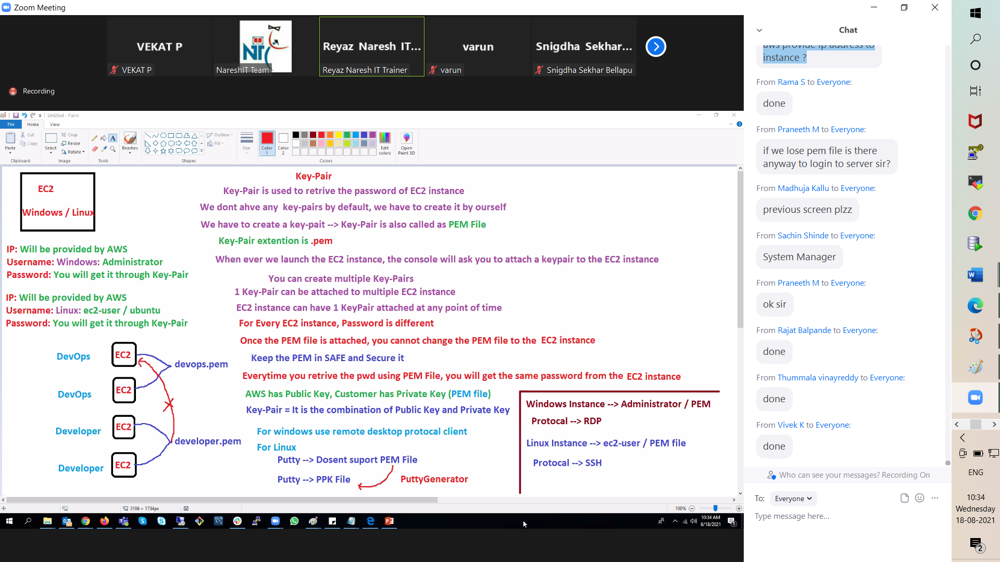 Zoom Meeting
VEKAT P
NIT
Reyaz Naresh IT...
varun
Snigdha Sekhar...
VEKAT P
NareshIT Team
Reyaz Naresh IT Trainer
varun
Snigdha Sekhar Bellapu
Recording
Untitled - Paint
File
Home
View
Paste
Cut
Copy
Clipboard
Select
Crop
Resize
Rotate
Image
A
Tools
Brushes
Shapes
Outline
Fill
Size
Color 1
Color 2
Edit colors
Colors
Open Paint 3D
EC2
Windows / Linux
IP: Will be provided by AWS
Username: Windows: Administrator
Password: You will get it through Key-Pair
IP: Will be provided by AWS
Username: Linux: ec2-user / ubuntu
Password: You will get it through Key-Pair
DevOps
EC2
devops.pem
DevOps
EC2
Developer
EC2
developer.pem
Developer
EC2
Key-Pair
Key-Pair is used to retrive the password of EC2 instance
We dont ahve any key-pairs by default, we have to create it by ourself
We have to create a key-pait --> Key-Pair is also called as PEM File
Key-Pair extention is .pem
When ever we launch the EC2 instance, the console will ask you to attach a keypair to the EC2 instance
You can create multiple Key-Pairs
1 Key-Pair can be attached to multiple EC2 instance
EC2 instance can have 1 KeyPair attached at any point of time
For Every EC2 instance, Password is different
Once the PEM file is attached, you cannot change the PEM file to the EC2 instance
Keep the PEM in SAFE and Secure it
Everytime you retrive the pwd using PEM File, you will get the same password from the EC2 instance
AWS has Public Key, Customer has Private Key (PEM file)
Key-Pair = It is the combination of Public Key and Private Key
For windows use remote desktop protocal client
For Linux
Putty --> Dosent suport PEM File
Putty --> PPK File
PuttyGenerator
Windows Instance --> Administrator / PEM
Protocal --> RDP
Linux Instance --> ec2-user / PEM file
Protocal --> SSH
3186 × 1734px
100%
10:34 AM
8/18/2021
Chat
aws provide ip address to
instance ?
From Rama S to Everyone:
done
From Praneeth M to Everyone:
if we lose pem file is there
anyway to login to server sir?
From Madhuja Kallu to Everyone:
previous screen plzz
From Sachin Shinde to Everyone:
System Manager
From Praneeth M to Everyone:
ok sir
From Rajat Balpande to Everyone:
done
From Thummala vinayreddy to Everyone:
done
From Vivek K to Everyone:
done
Who can see your messages? Recording On
To: Everyone
Type message here...
ENG
10:34
Wednesday
18-08-2021
2